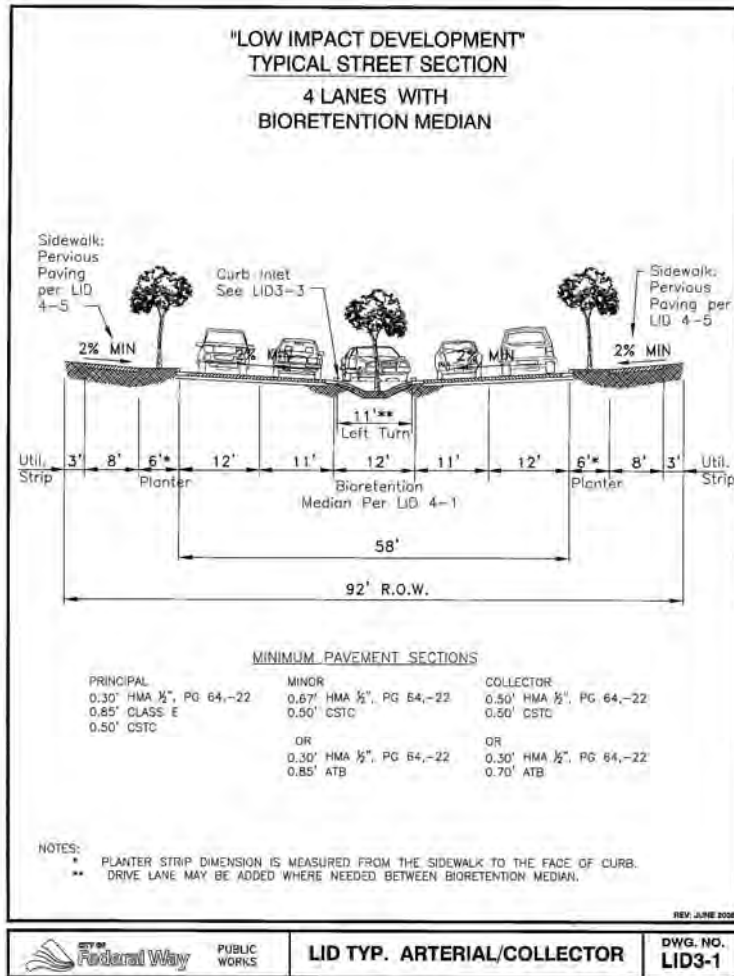 "LOW IMPACT DEVELOPMENT"
TYPICAL STREET SECTION
4 LANES WITH
BIORETENTION MEDIAN
Sidewalk:
Pervious
Paving
per LID
4-5
Curb Inlet
See LID3-3
Sidewalk:
Pervious
Paving per
LID 4-5
2% MIN
2% MIN
2% MIN
2% MIN
11'**
Left Turn
Util. 3' 8' 6'* 12' 11' 12' 11' 12' 6'* 8' 3' Util.
Strip Planter Bioretention Planter Strip
Median Per LID 4-1
58'
92' R.O.W.
MINIMUM PAVEMENT SECTIONS
PRINCIPAL
0.30' HMA ½", PG 64,-22
0.85' CLASS E
0.50' CSTC
MINOR
0.67' HMA ½", PG 64,-22
0.50' CSTC
OR
0.30' HMA ½", PG 64,-22
0.85' ATB
COLLECTOR
0.50' HMA ½", PG 64,-22
0.50' CSTC
OR
0.30' HMA ½", PG 64,-22
0.70' ATB
NOTES:
* PLANTER STRIP DIMENSION IS MEASURED FROM THE SIDEWALK TO THE FACE OF CURB.
** DRIVE LANE MAY BE ADDED WHERE NEEDED BETWEEN BIORETENTION MEDIAN.
REV: JUNE
CITY OF
Federal Way
PUBLIC
WORKS
LID TYP. ARTERIAL/COLLECTOR
DWG. NO.
LID3-1